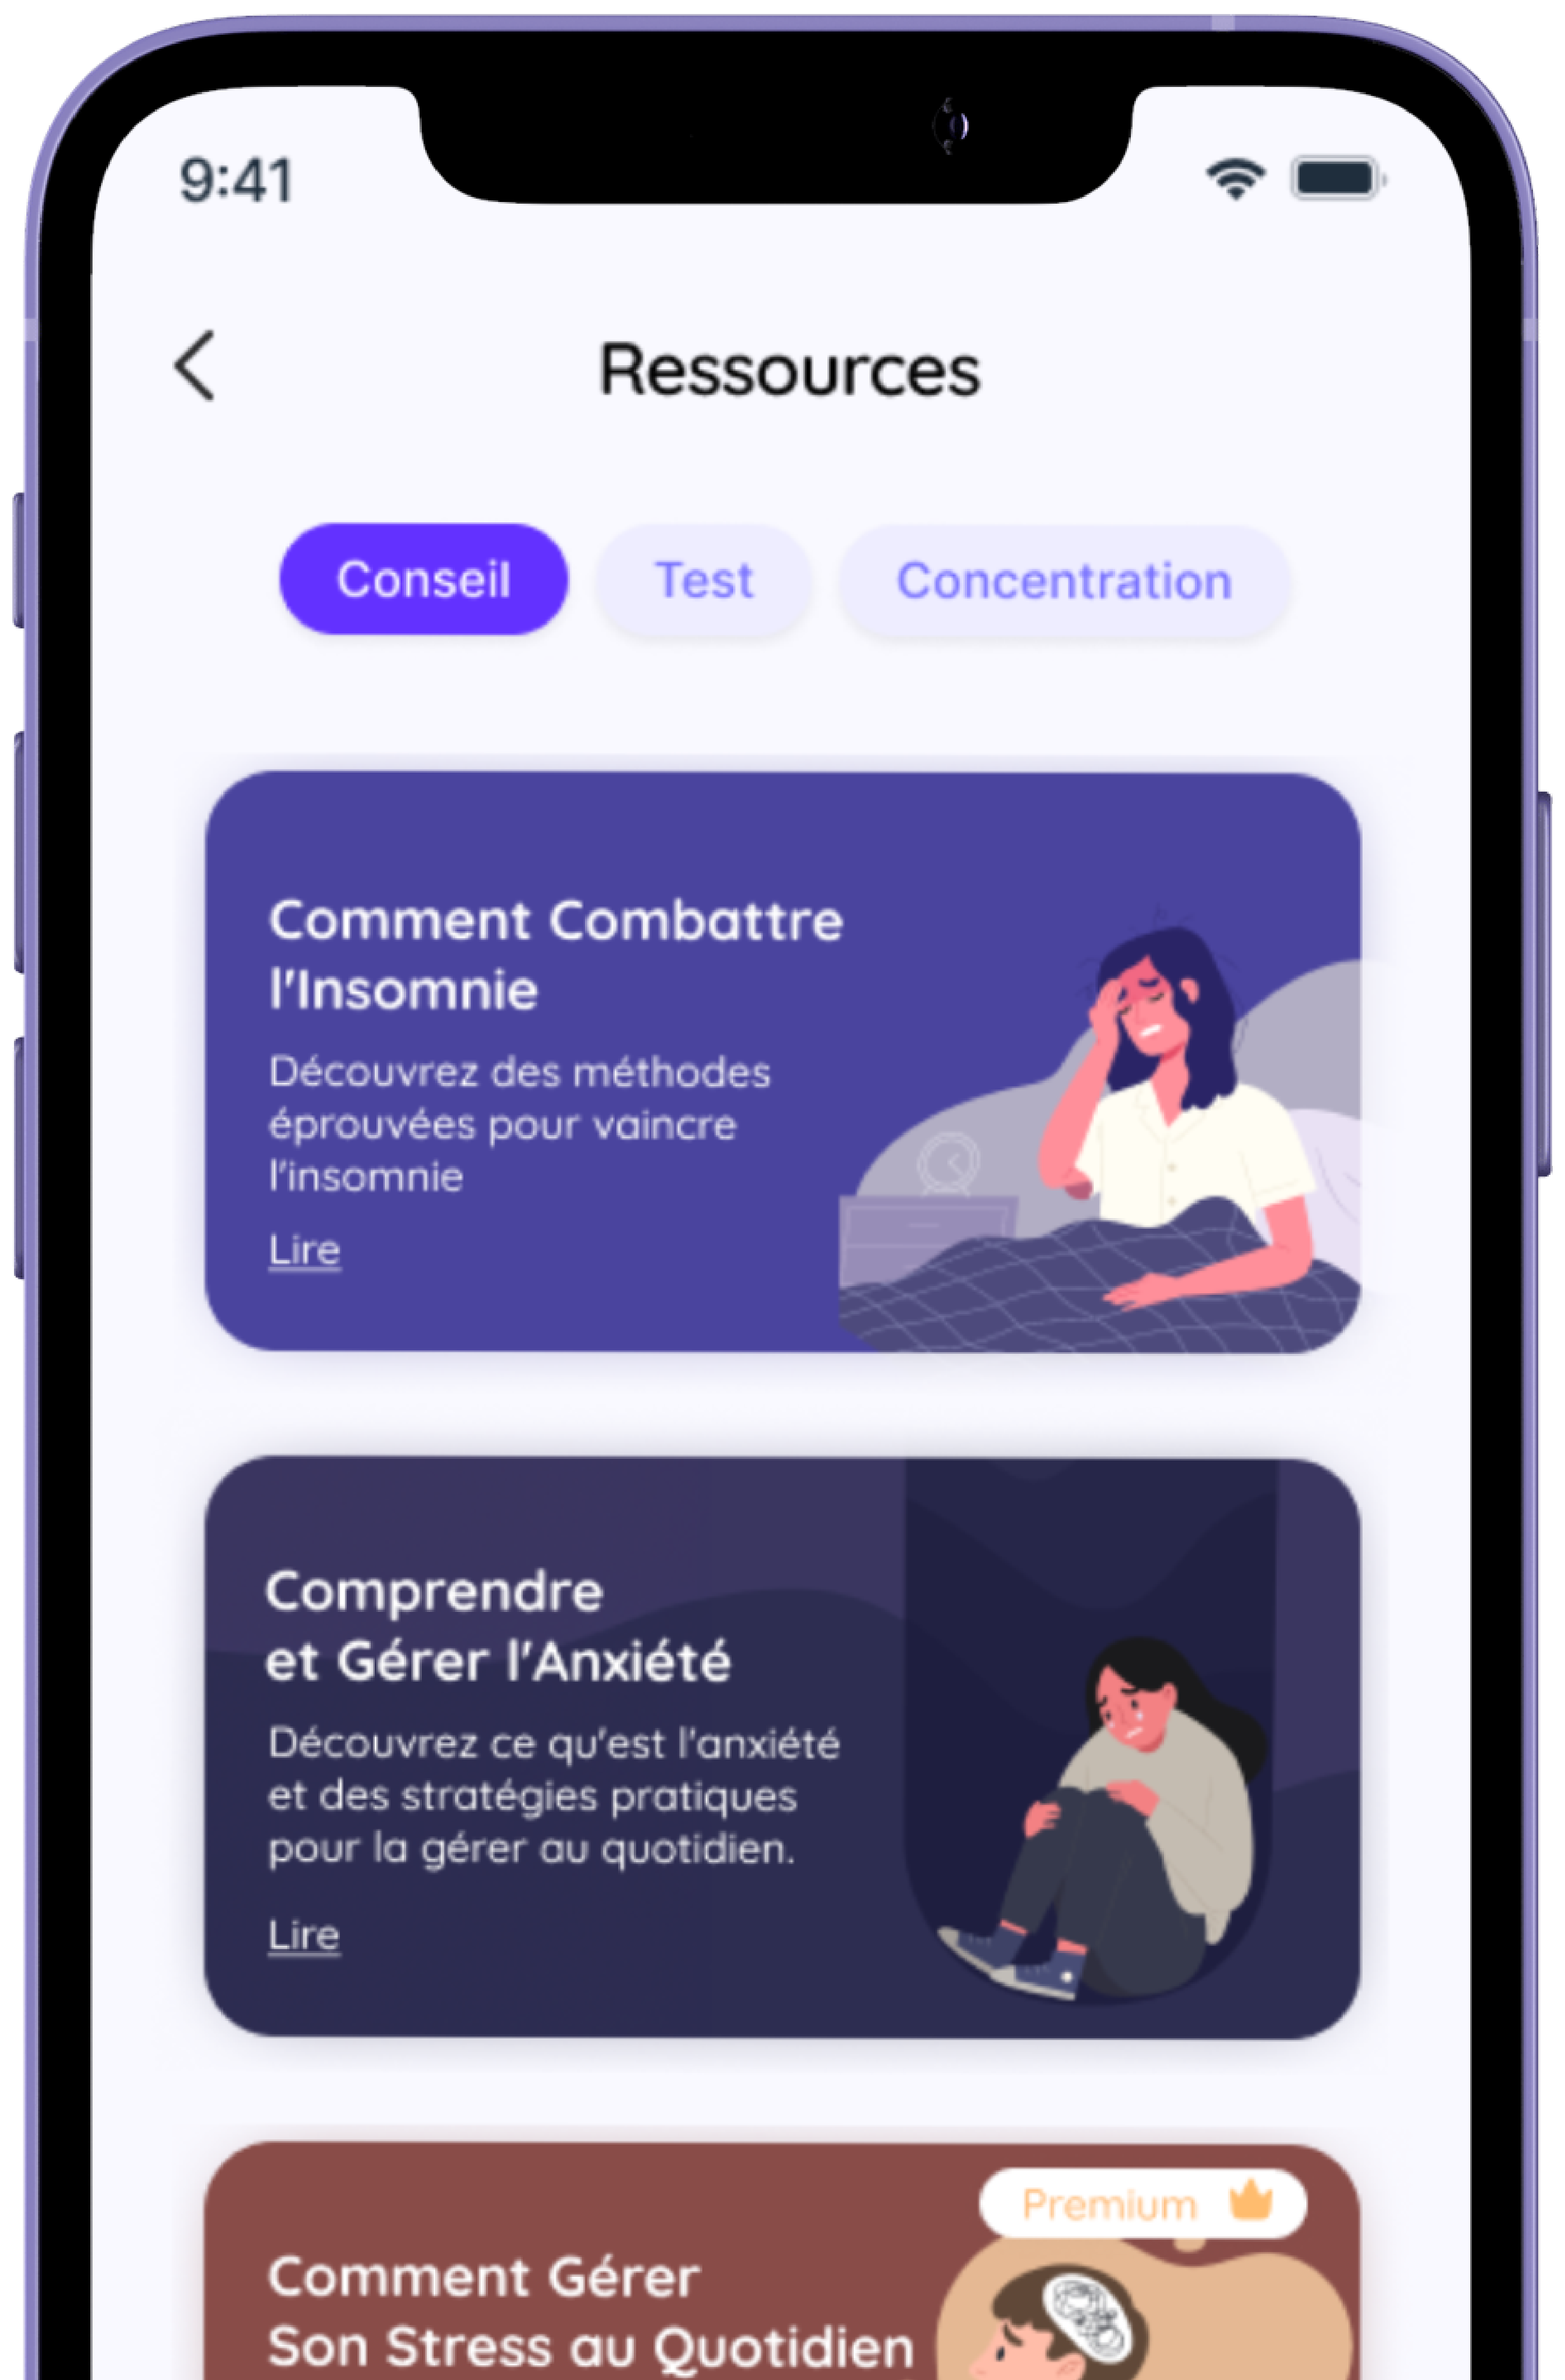 9:41
Ressources
Conseil
Test
Concentration
Comment Combattre
l'Insomnie
Découvrez des méthodes
éprouvées pour vaincre
l'insomnie
Lire
Comprendre
et Gérer l'Anxiété
Découvrez ce qu'est l'anxiété
et des stratégies pratiques
pour la gérer au quotidien.
Lire
Premium
Comment Gérer
Son Stress au Quotidien